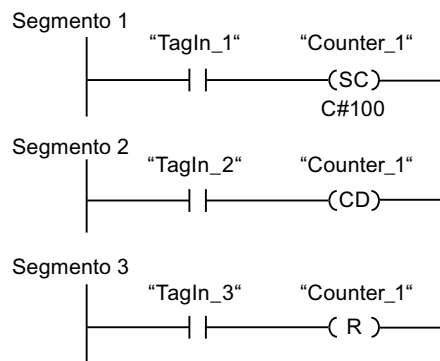 Segmento 1
“TagIn_1“ “Counter_1“
(SC)
C#100
Segmento 2
“TagIn_2“ “Counter_1“
(CD)
Segmento 3
“TagIn_3“ “Counter_1“
( R )